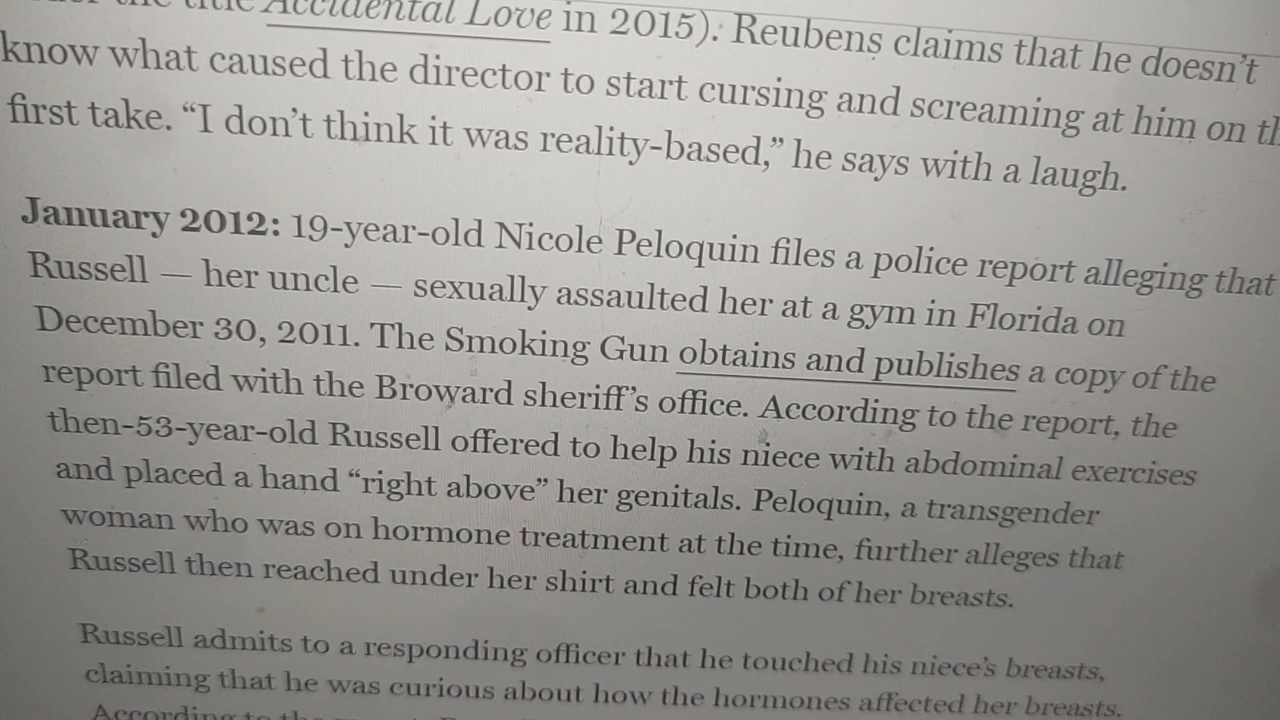 the title Accidental Love in 2015). Reubens claims that he doesn't
know what caused the director to start cursing and screaming at him on
first take. “I don’t think it was reality-based,” he says with a laugh.
January 2012: 19-year-old Nicole Peloquin files a police report alleging that
Russell — her uncle — sexually assaulted her at a gym in Florida on
December 30, 2011. The Smoking Gun obtains and publishes a copy of the
report filed with the Broward sheriff’s office. According to the report, the
then-53-year-old Russell offered to help his niece with abdominal exercises
and placed a hand “right above” her genitals. Peloquin, a transgender
woman who was on hormone treatment at the time, further alleges that
Russell then reached under her shirt and felt both of her breasts.
Russell admits to a responding officer that he touched his niece’s breasts,
claiming that he was curious about how the hormones affected her breasts.
According to the